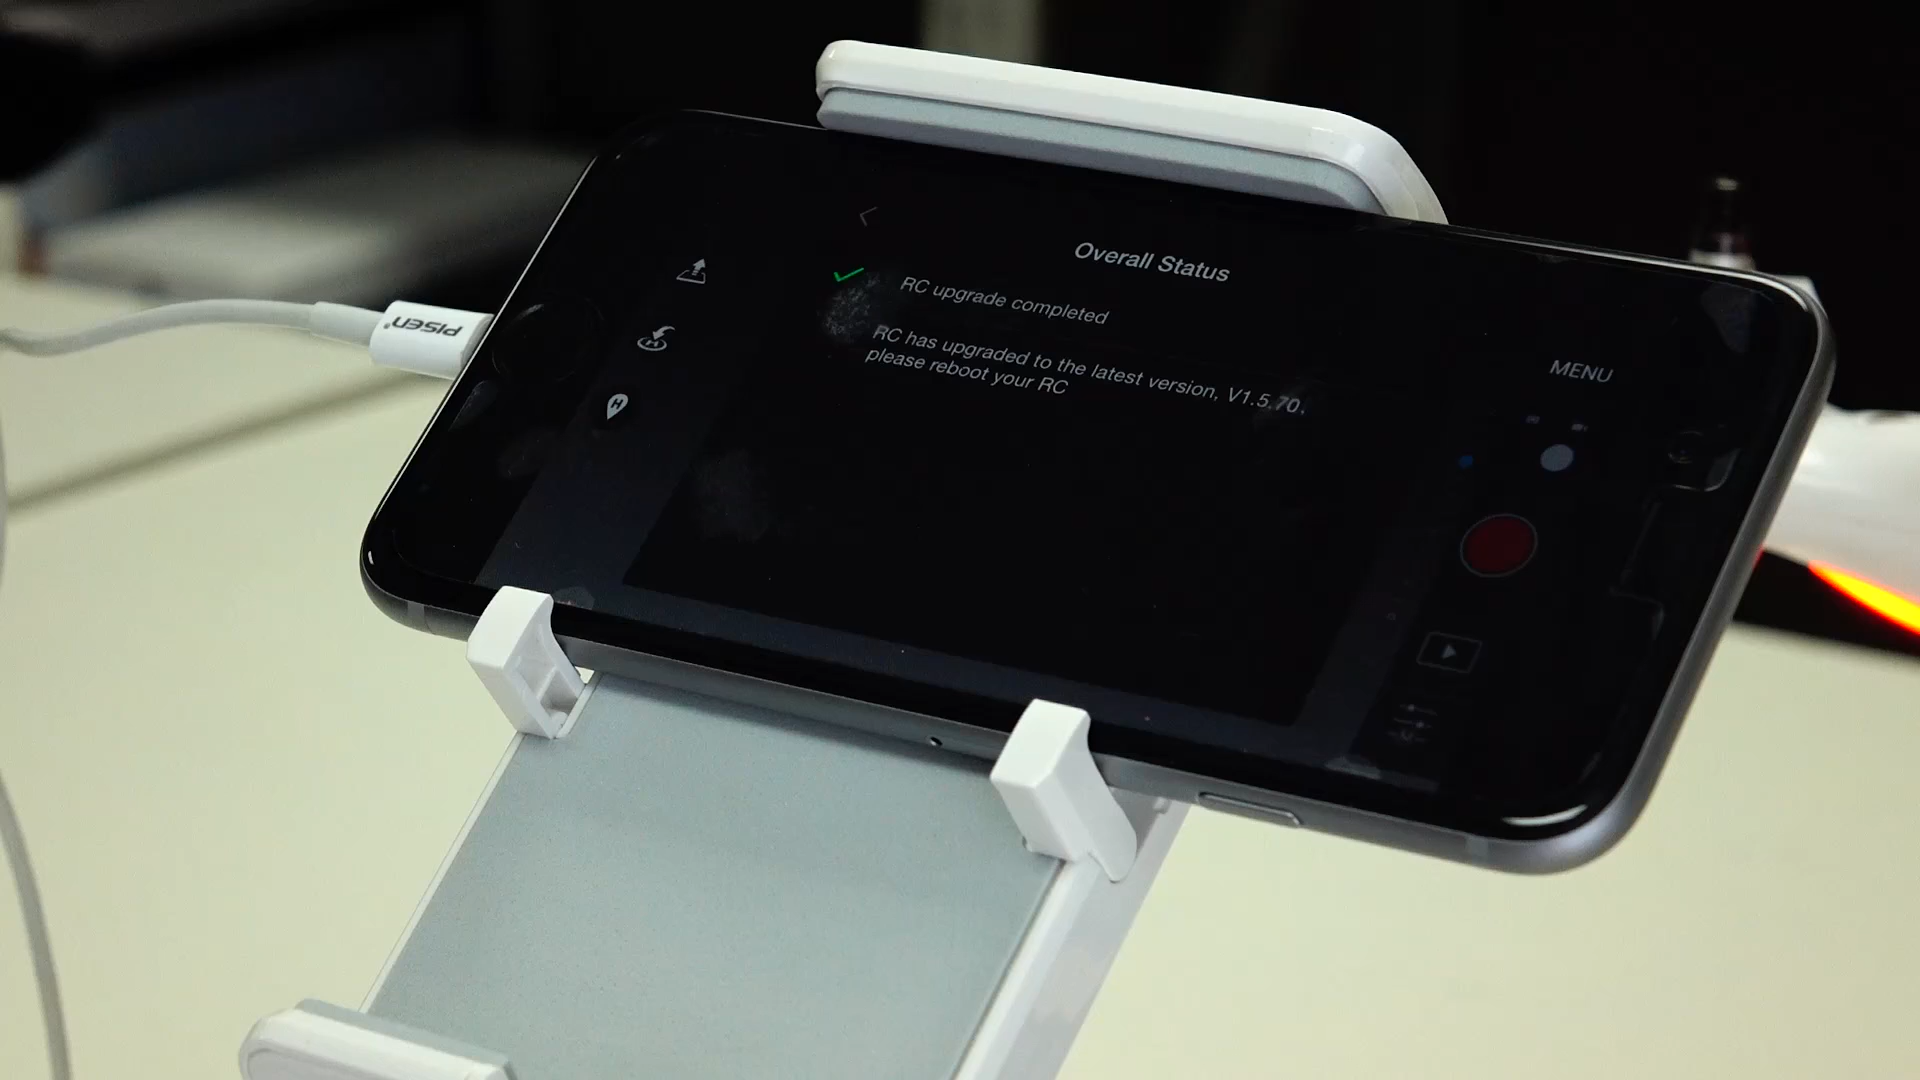 Overall Status
RC upgrade completed
RC has upgraded to the latest version, V1.5.70.
please reboot your RC
MENU
H
H
PISEN®